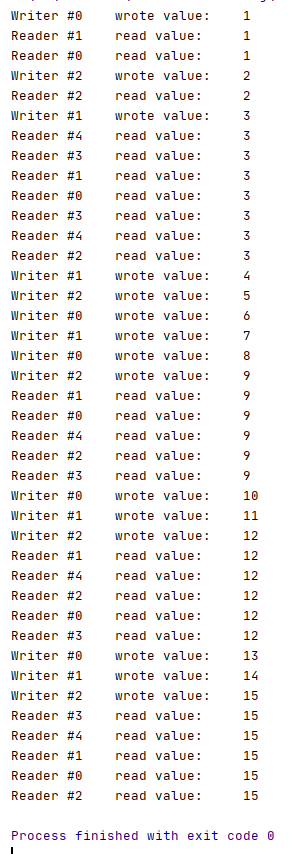 Writer #0    wrote value:    1
Reader #1    read value:     1
Reader #0    read value:     1
Writer #2    wrote value:    2
Reader #2    read value:     2
Writer #1    wrote value:    3
Reader #4    read value:     3
Reader #3    read value:     3
Reader #1    read value:     3
Reader #0    read value:     3
Reader #3    read value:     3
Reader #4    read value:     3
Reader #2    read value:     3
Writer #1    wrote value:    4
Writer #2    wrote value:    5
Writer #0    wrote value:    6
Writer #1    wrote value:    7
Writer #0    wrote value:    8
Writer #2    wrote value:    9
Reader #1    read value:     9
Reader #0    read value:     9
Reader #4    read value:     9
Reader #2    read value:     9
Reader #3    read value:     9
Writer #0    wrote value:    10
Writer #1    wrote value:    11
Writer #2    wrote value:    12
Reader #1    read value:     12
Reader #4    read value:     12
Reader #2    read value:     12
Reader #0    read value:     12
Reader #3    read value:     12
Writer #0    wrote value:    13
Writer #1    wrote value:    14
Writer #2    wrote value:    15
Reader #3    read value:     15
Reader #4    read value:     15
Reader #1    read value:     15
Reader #0    read value:     15
Reader #2    read value:     15
Process finished with exit code 0